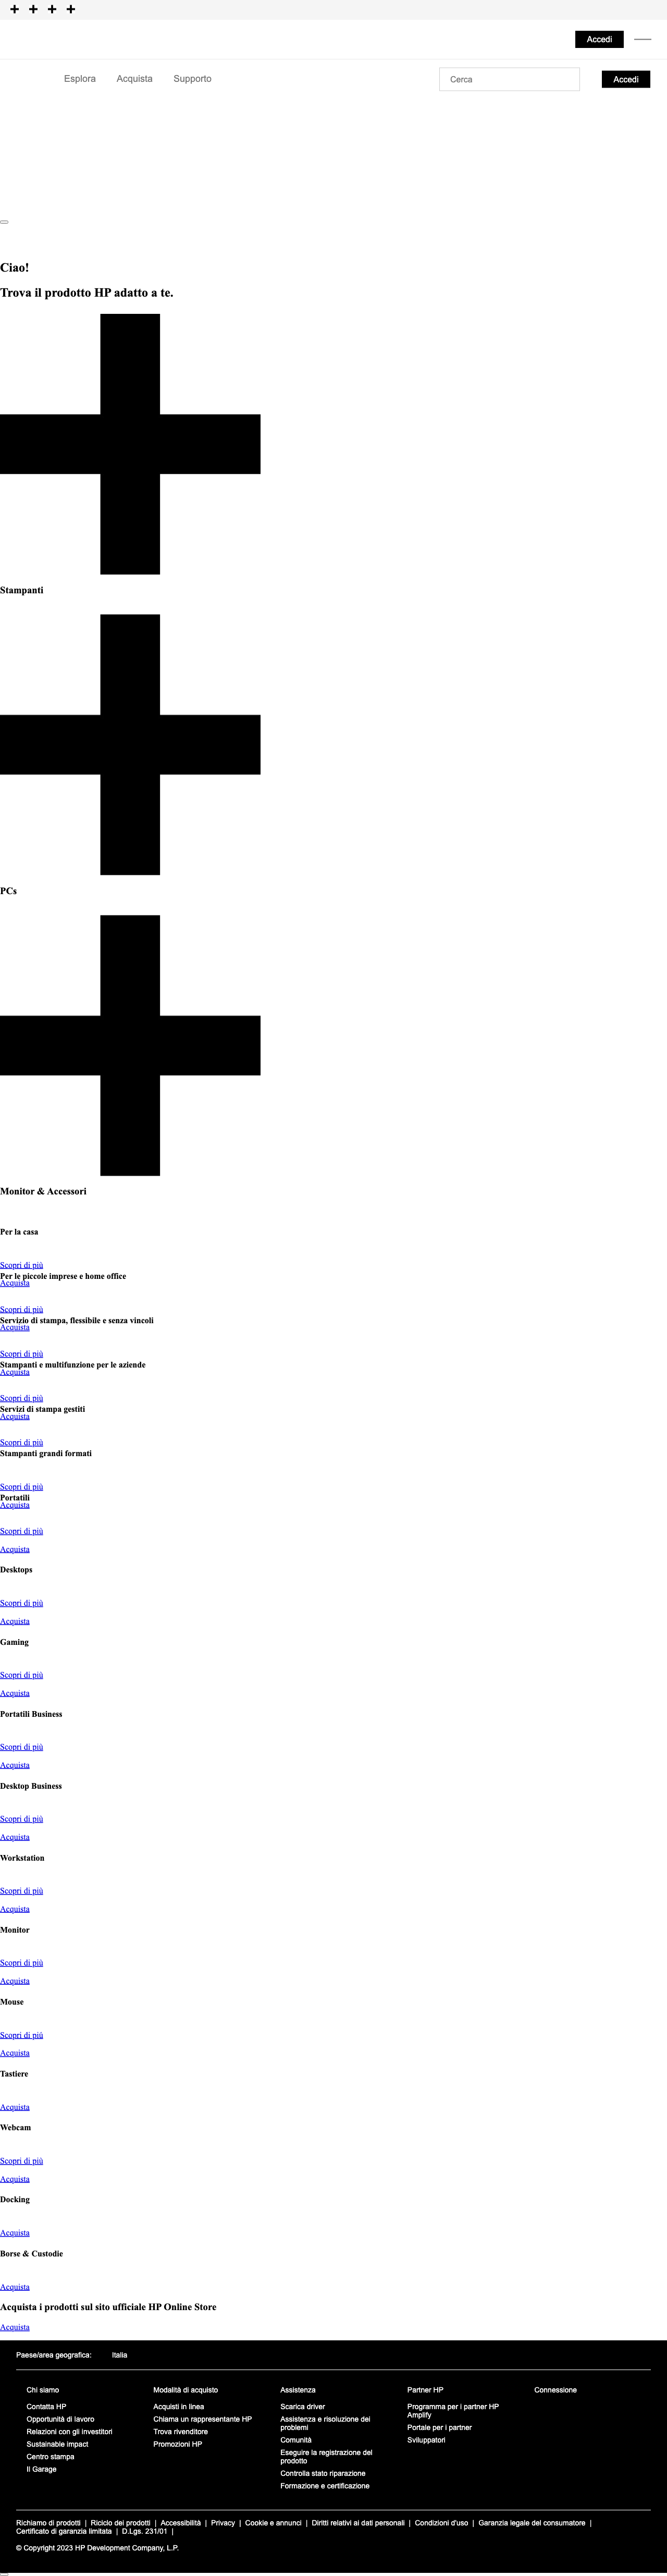 Accedi
Esplora Acquista Supporto Cerca Accedi
Ciao!
Trova il prodotto HP adatto a te.
Stampanti
PCs
Monitor & Accessori
Per la casa
Scopri di più
Per le piccole imprese e home office
Acquista
Scopri di più
Servizio di stampa, flessibile e senza vincoli
Acquista
Scopri di più
Stampanti e multifunzione per le aziende
Acquista
Scopri di più
Servizi di stampa gestiti
Acquista
Scopri di più
Stampanti grandi formati
Scopri di più
Portatili
Acquista
Scopri di più
Acquista
Desktops
Scopri di più
Acquista
Gaming
Scopri di più
Acquista
Portatili Business
Scopri di più
Acquista
Desktop Business
Scopri di più
Acquista
Workstation
Scopri di più
Acquista
Monitor
Scopri di più
Acquista
Mouse
Scopri di più
Acquista
Tastiere
Acquista
Webcam
Scopri di più
Acquista
Docking
Acquista
Borse & Custodie
Acquista
Acquista i prodotti sul sito ufficiale HP Online Store
Acquista
Paese/area geografica: Italia
Chi siamo
Contatta HP
Opportunità di lavoro
Relazioni con gli investitori
Sustainable impact
Centro stampa
Il Garage
Modalità di acquisto
Acquisti in linea
Chiama un rappresentante HP
Trova rivenditore
Promozioni HP
Assistenza
Scarica driver
Assistenza e risoluzione dei
problemi
Comunità
Eseguire la registrazione del
prodotto
Controlla stato riparazione
Formazione e certificazione
Partner HP
Programma per i partner HP
Amplify
Portale per i partner
Sviluppatori
Connessione
Richiamo di prodotti | Riciclo dei prodotti | Accessibilità | Privacy | Cookie e annunci | Diritti relativi ai dati personali | Condizioni d'uso | Garanzia legale del consumatore |
Certificato di garanzia limitata | D.Lgs. 231/01 |
© Copyright 2023 HP Development Company, L.P.